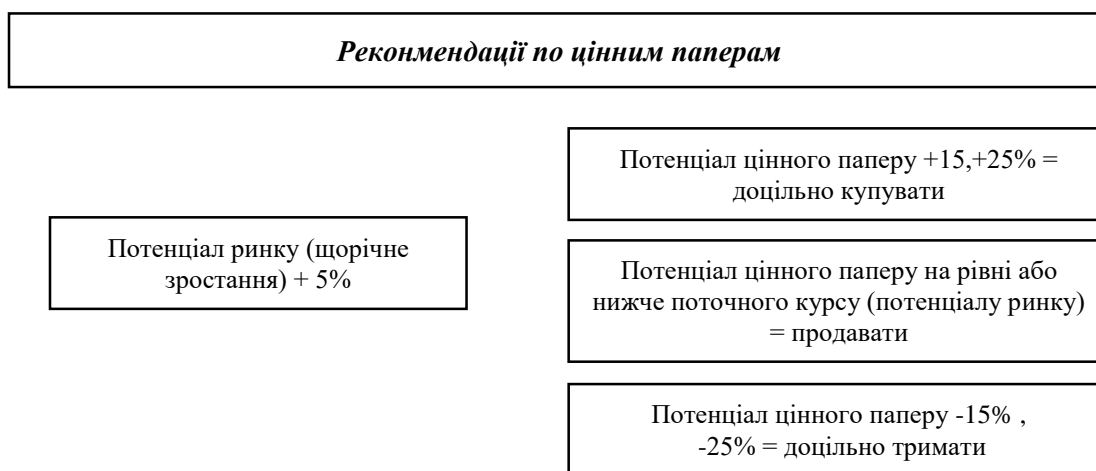 Реконмендації по цінним паперам
Потенціал цінного паперу +15,+25% =
доцільно купувати
Потенціал ринку (щорічне
зростання) + 5%
Потенціал цінного паперу на рівні або
нижче поточного курсу (потенціалу ринку)
= продавати
Потенціал цінного паперу -15% ,
-25% = доцільно тримати